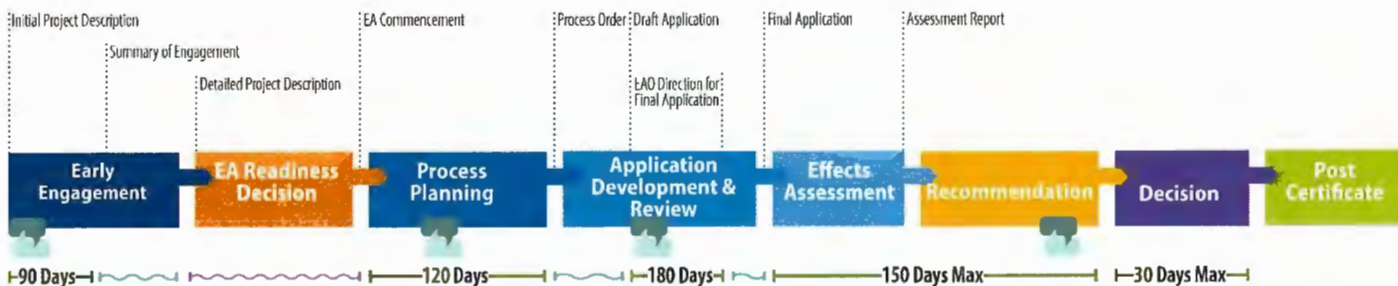 Initial Project Description
EA Commencement
Process Order
Draft Application
Final Application
Assessment Report
Summary of Engagement
Detailed Project Description
EAO Direction for
Final Application
Early
Engagement
EA Readiness
Decision
Process
Planning
Application
Development &
Review
Effects
Assessment
Recommendation
Decision
Post
Certificate
90 Days
120 Days
180 Days
150 Days Max
30 Days Max